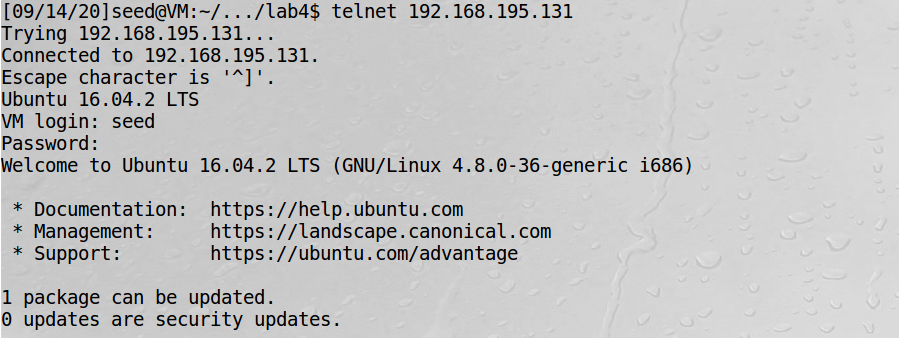 [09/14/20]seed@VM:~/.../lab4$ telnet 192.168.195.131
Trying 192.168.195.131...
Connected to 192.168.195.131.
Escape character is '^]'.
Ubuntu 16.04.2 LTS
VM login: seed
Password:
Welcome to Ubuntu 16.04.2 LTS (GNU/Linux 4.8.0-36-generic i686)
 * Documentation:  https://help.ubuntu.com
 * Management:     https://landscape.canonical.com
 * Support:        https://ubuntu.com/advantage
1 package can be updated.
0 updates are security updates.